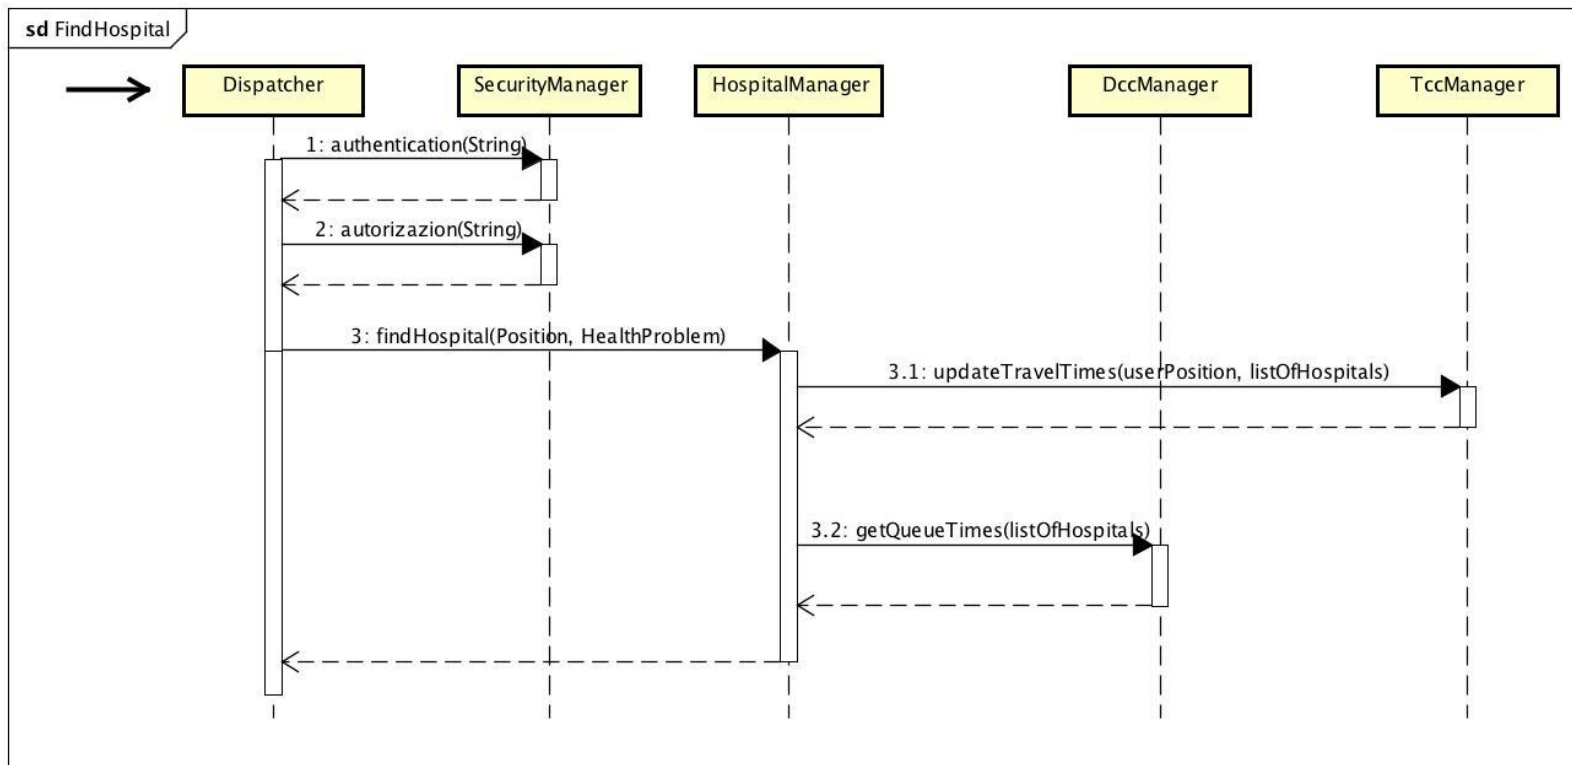 sd FindHospital
Dispatcher
SecurityManager
HospitalManager
DccManager
TccManager
1: authentication(String)
2: autorizazion(String)
3: findHospital(Position, HealthProblem)
3.1: updateTravelTimes(userPosition, listOfHospitals)
3.2: getQueueTimes(listOfHospitals)